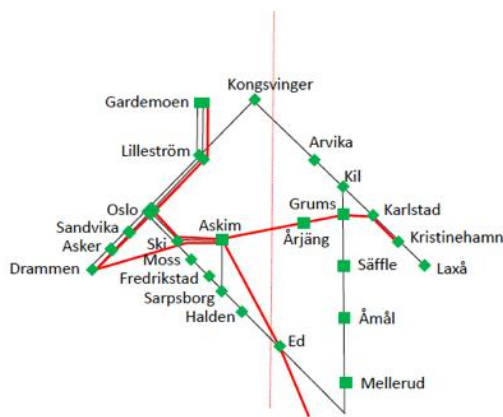 Kongsvinger
Gardemoen
Arvika
Lilleström
Kil
Grums
Karlstad
Oslo
Sandvika
Askim
Årjäng
Kristinehamn
Asker
Ski
Drammen
Moss
Säffle
Laxå
Fredrikstad
Sarpsborg
Halden
Åmål
Ed
Mellerud